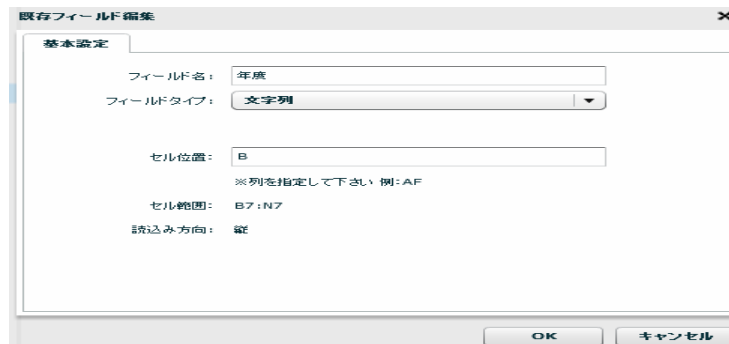 既存フィールド編集
基本設定
フィールド名： 年度
フィールドタイプ： 文字列
セル位置： B
※列を指定して下さい 例：AF
セル範囲： B7:N7
読込み方向： 縦
OK キャンセル